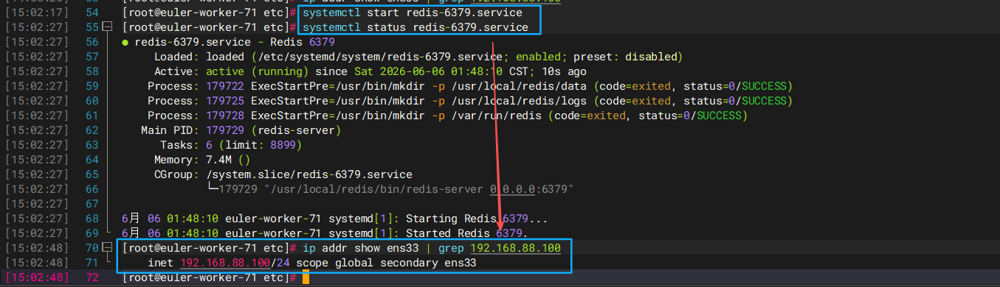 [15:02:17] 54 [root@euler-worker-71 etc]# systemctl start redis-6379.service
[15:02:27] 55 [root@euler-worker-71 etc]# systemctl status redis-6379.service
[15:02:27] 56 ● redis-6379.service - Redis 6379
[15:02:27] 57 Loaded: loaded (/etc/systemd/system/redis-6379.service; enabled; preset: disabled)
[15:02:27] 58 Active: active (running) since Sat 2026-06-06 01:48:10 CST; 10s ago
[15:02:27] 59 Process: 179722 ExecStartPre=/usr/bin/mkdir -p /usr/local/redis/data (code=exited, status=0/SUCCESS)
[15:02:27] 60 Process: 179725 ExecStartPre=/usr/bin/mkdir -p /usr/local/redis/logs (code=exited, status=0/SUCCESS)
[15:02:27] 61 Process: 179728 ExecStartPre=/usr/bin/mkdir -p /var/run/redis (code=exited, status=0/SUCCESS)
[15:02:27] 62 Main PID: 179729 (redis-server)
[15:02:27] 63 Tasks: 6 (limit: 8899)
[15:02:27] 64 Memory: 7.4M ()
[15:02:27] 65 CGroup: /system.slice/redis-6379.service
[15:02:27] 66 └─179729 "/usr/local/redis/bin/redis-server 0.0.0.0:6379"
[15:02:27] 67
[15:02:27] 68 6月 06 01:48:10 euler-worker-71 systemd[1]: Starting Redis 6379...
[15:02:27] 69 6月 06 01:48:10 euler-worker-71 systemd[1]: Started Redis 6379.
[15:02:48] 70 [root@euler-worker-71 etc]# ip addr show ens33 | grep 192.168.88.100
[15:02:48] 71 inet 192.168.88.100/24 scope global secondary ens33
[15:02:48] 72 [root@euler-worker-71 etc]#